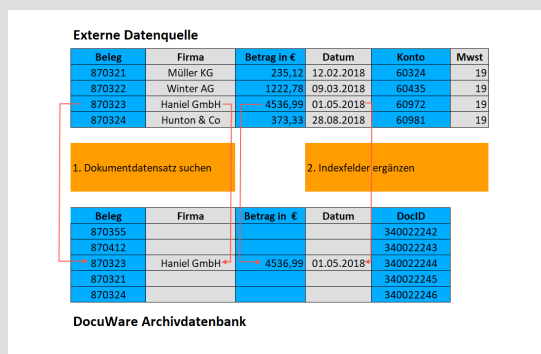 Externe Datenquelle
Beleg Firma Betrag in € Datum Konto Mwst
870321 Müller KG 235,12 12.02.2018 60324 19
870322 Winter AG 1222,78 09.03.2018 60435 19
870323 Haniel GmbH 4536,99 01.05.2018 60972 19
870324 Hunton & Co 373,33 28.08.2018 60981 19
1. Dokumentdatensatz suchen 2. Indexfelder ergänzen
Beleg Firma Betrag in € Datum DocID
870355 340022242
870412 340022243
870323 Haniel GmbH 4536,99 01.05.2018 340022244
870321 340022245
870324 340022246
DocuWare Archivdatenbank